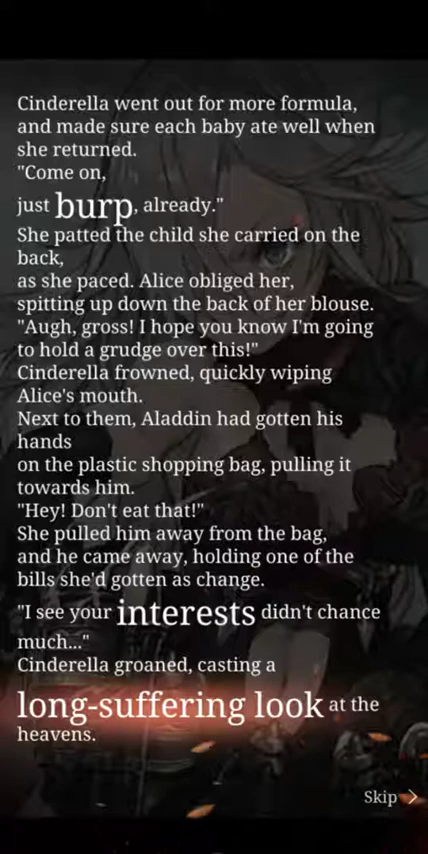 Cinderella went out for more formula,
and made sure each baby ate well when
she returned.
"Come on,
just burp, already."
She patted the child she carried on the
back,
as she paced. Alice obliged her,
spitting up down the back of her blouse.
"Augh, gross! I hope you know I'm going
to hold a grudge over this!"
Cinderella frowned, quickly wiping
Alice's mouth.
Next to them, Aladdin had gotten his
hands
on the plastic shopping bag, pulling it
towards him.
"Hey! Don't eat that!"
She pulled him away from the bag,
and he came away, holding one of the
bills she'd gotten as change.
"I see your interests didn't chance
much..."
Cinderella groaned, casting a
long-suffering look at the
heavens.
Skip